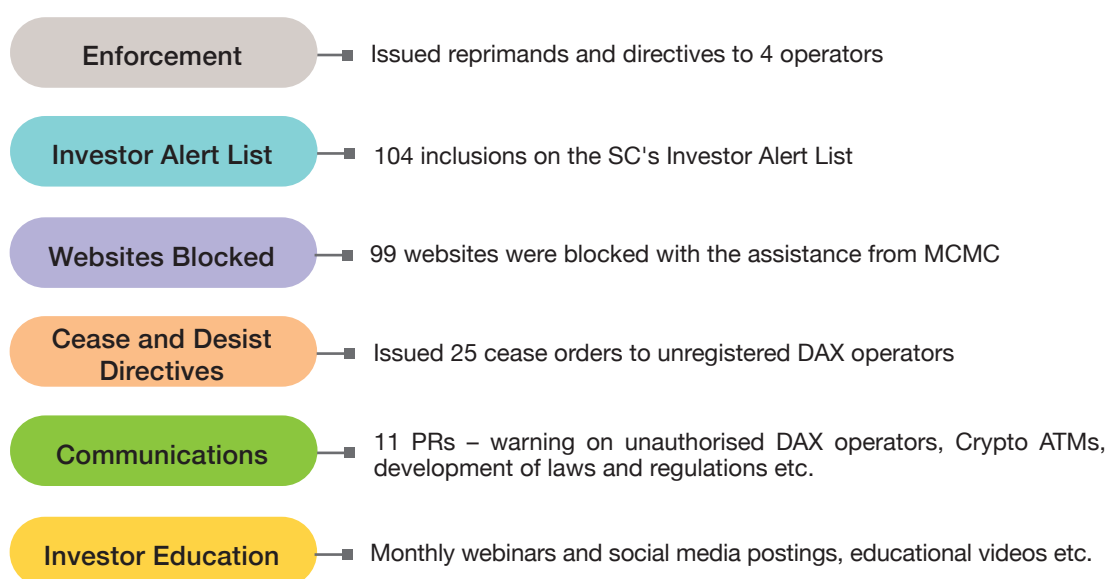 Enforcement
Issued reprimands and directives to 4 operators
Investor Alert List
104 inclusions on the SC's Investor Alert List
Websites Blocked
99 websites were blocked with the assistance from MCMC
Cease and Desist
Directives
Issued 25 cease orders to unregistered DAX operators
Communications
11 PRs – warning on unauthorised DAX operators, Crypto ATMs,
development of laws and regulations etc.
Investor Education
Monthly webinars and social media postings, educational videos etc.